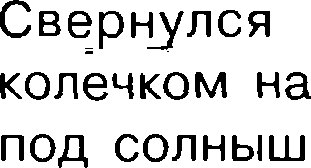 Свернулся
колечком на
под солныш